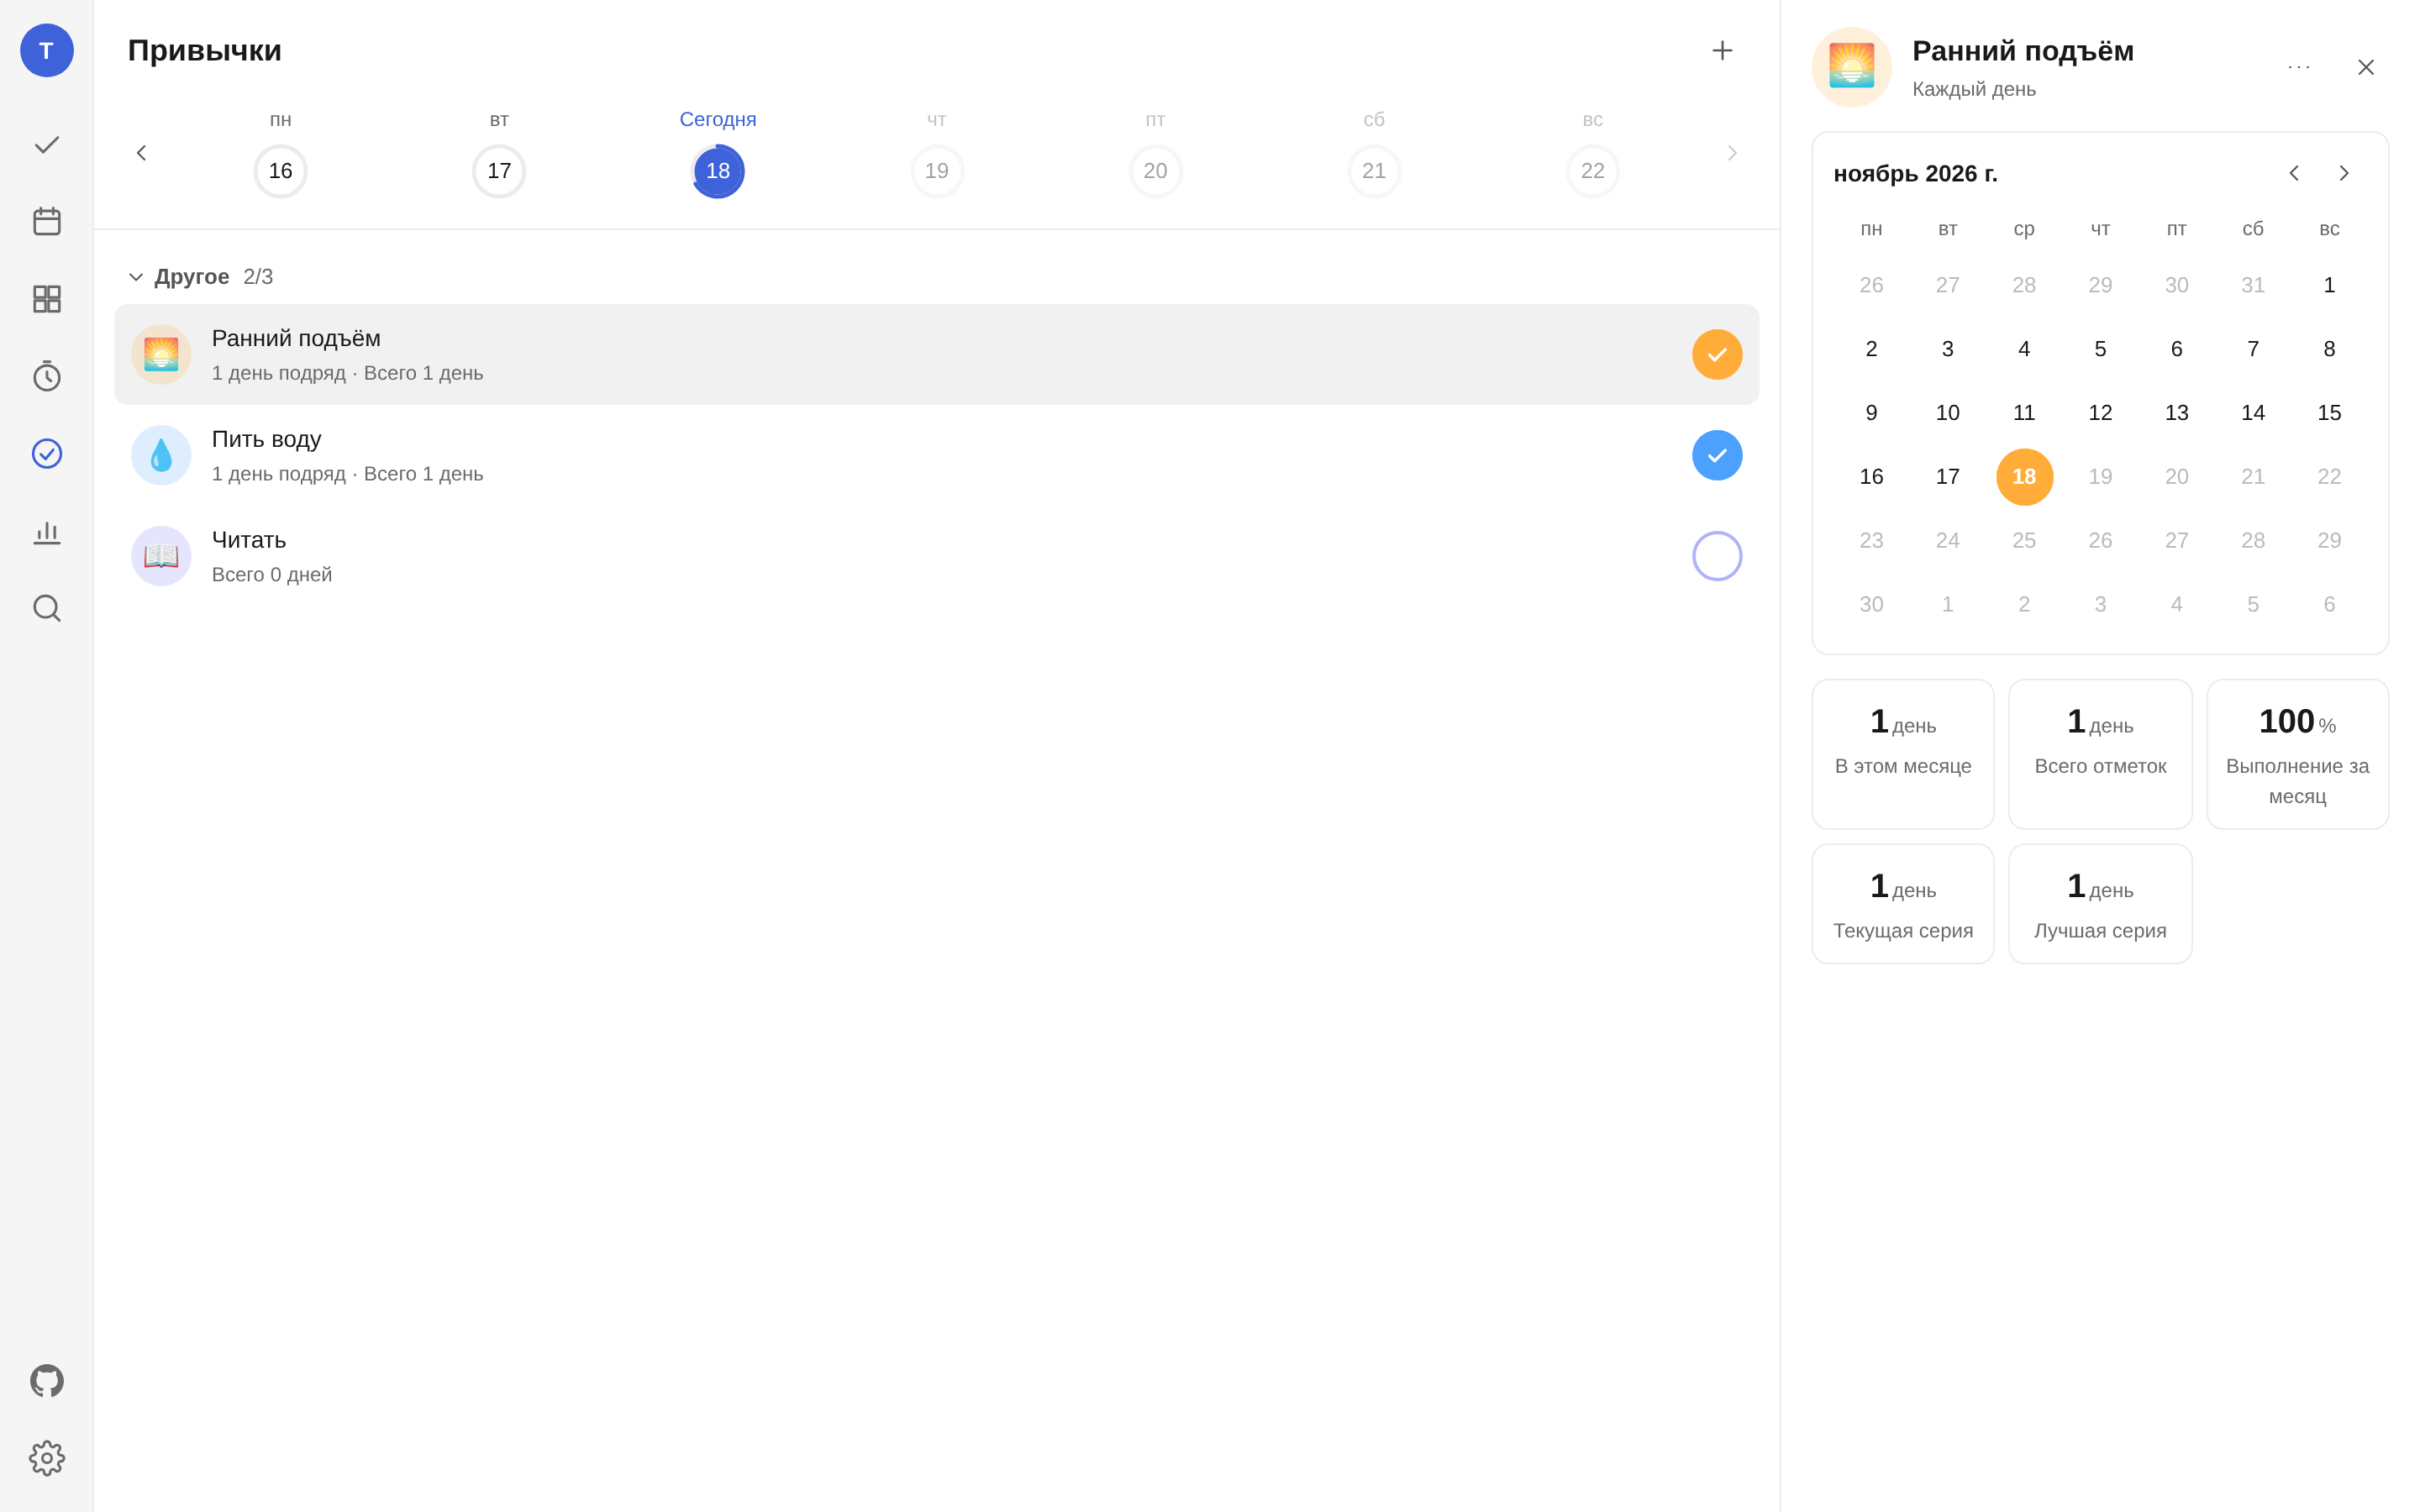 T
Привычки
пн вт Сегодня чт пт сб вс
16 17 18 19 20 21 22
Другое 2/3
Ранний подъём
1 день подряд · Всего 1 день
Пить воду
1 день подряд · Всего 1 день
Читать
Всего 0 дней
Ранний подъём
Каждый день
ноябрь 2026 г.
пн вт ср чт пт сб вс
26 27 28 29 30 31 1
2 3 4 5 6 7 8
9 10 11 12 13 14 15
16 17 18 19 20 21 22
23 24 25 26 27 28 29
30 1 2 3 4 5 6
1 день
В этом месяце
1 день
Всего отметок
100 %
Выполнение за
месяц
1 день
Текущая серия
1 день
Лучшая серия